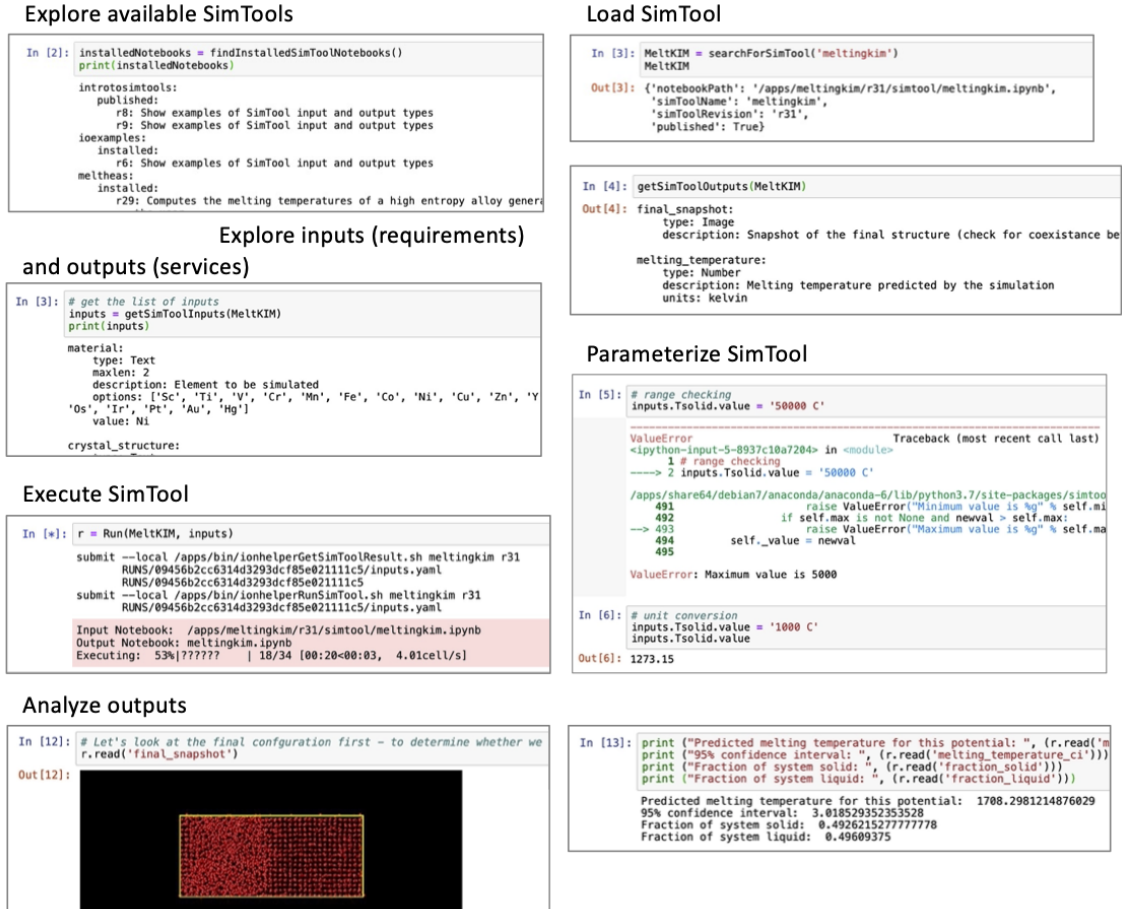 Explore available SimTools
In [2]: installedNotebooks = findInstalledSimToolNotebooks()
print(installedNotebooks)
introtosimtools:
published:
r8: Show examples of SimTool input and output types
r9: Show examples of SimTool input and output types
ioexamples:
installed:
r6: Show examples of SimTool input and output types
meltheas:
installed:
r29: Computes the melting temperatures of a high entropy alloy genera
Explore inputs (requirements)
and outputs (services)
In [3]: # get the list of inputs
inputs = getSimToolInputs(MeltKIM)
print(inputs)
material:
type: Text
maxlen: 2
description: Element to be simulated
options: ['Sc', 'Ti', 'V', 'Cr', 'Mn', 'Fe', 'Co', 'Ni', 'Cu', 'Zn', 'Y
'Os', 'Ir', 'Pt', 'Au', 'Hg']
value: Ni
crystal_structure:
Execute SimTool
In [*]: r = Run(MeltKIM, inputs)
submit --local /apps/bin/ionhelperGetSimToolResult.sh meltingkim r31
RUNS/09456b2cc6314d3293dcf85e021111c5/inputs.yaml
RUNS/09456b2cc6314d3293dcf85e021111c5
submit --local /apps/bin/ionhelperRunSimTool.sh meltingkim r31
RUNS/09456b2cc6314d3293dcf85e021111c5/inputs.yaml
Input Notebook:  /apps/meltingkim/r31/simtool/meltingkim.ipynb
Output Notebook: meltingkim.ipynb
Executing:  53%|??????    | 18/34 [00:20<00:03,  4.01cell/s]
Analyze outputs
In [12]: # Let's look at the final confguration first - to determine whether we
r.read('final_snapshot')
Out[12]:
Load SimTool
In [3]: MeltKIM = searchForSimTool('meltingkim')
MeltKIM
Out[3]: {'notebookPath': '/apps/meltingkim/r31/simtool/meltingkim.ipynb',
'simToolName': 'meltingkim',
'simToolRevision': 'r31',
'published': True}
In [4]: getSimToolOutputs(MeltKIM)
Out[4]: final_snapshot:
type: Image
description: Snapshot of the final structure (check for coexistance be
melting_temperature:
type: Number
description: Melting temperature predicted by the simulation
units: kelvin
Parameterize SimTool
In [5]: # range checking
inputs.Tsolid.value = '50000 C'
ValueError                                Traceback (most recent call last)
<ipython-input-5-8937c10a7204> in <module>
1 # range checking
----> 2 inputs.Tsolid.value = '50000 C'
/apps/share64/debian7/anaconda/anaconda-6/lib/python3.7/site-packages/simtoo
491 raise ValueError("Minimum value is %g" % self.mi
492 if self.max is not None and newval > self.max:
--> 493 raise ValueError("Maximum value is %g" % self.ma
494 self._value = newval
495
ValueError: Maximum value is 5000
In [6]: # unit conversion
inputs.Tsolid.value = '1000 C'
inputs.Tsolid.value
Out[6]: 1273.15
In [13]: print ("Predicted melting temperature for this potential: ", (r.read('m
print ("95% confidence interval: ", (r.read('melting_temperature_ci')))
print ("Fraction of system solid: ", (r.read('fraction_solid')))
print ("Fraction of system liquid: ", (r.read('fraction_liquid')))
Predicted melting temperature for this potential:  1708.2981214876029
95% confidence interval:  3.018529352353528
Fraction of system solid:  0.4926215277777778
Fraction of system liquid:  0.49609375